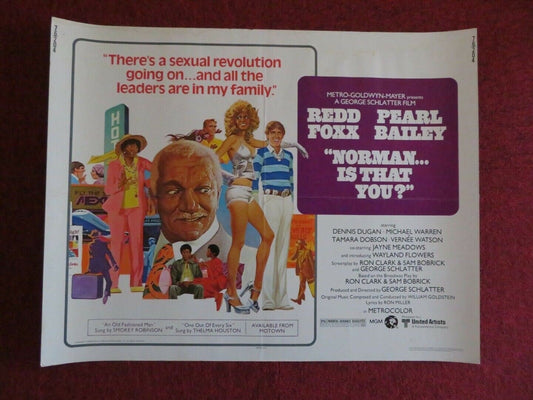 "There's a sexual revolution
going on...and all the
leaders are in my family."
HO
METRO-GOLDWYN-MAYER presents
A GEORGE SCHLATTER FILM
REDD FOXX
PEARL BAILEY
"NORMAN...
IS THAT
YOU?"
starring
DENNIS DUGAN MICHAEL WARREN
TAMARA DOBSON VERNÉE WATSON
co-starring JAYNE MEADOWS
and introducing WAYLAND FLOWERS
Screenplay by RON CLARK & SAM BOBRICK
and GEORGE SCHLATTER
Based on the Broadway Play by
RON CLARK & SAM BOBRICK
Produced and Directed by GEORGE SCHLATTER
Original Music Composed and Conducted by WILLIAM GOLDSTEIN
Lyrics by RON MILLER
in METROCOLOR
"An Old Fashioned Man"
Sung by SMOKEY ROBINSON
and
"One Out Of Every Six"
Sung by THELMA HOUSTON
AVAILABLE FROM
MOTOWN
MGM
United Artists